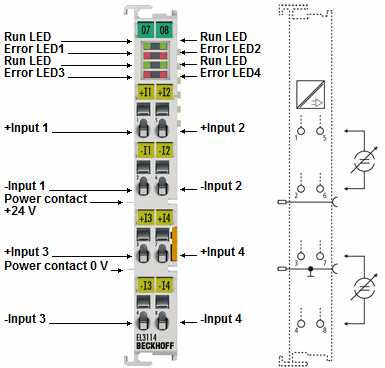 07 08
Run LED
Run LED
Error LED1
Error LED2
Run LED
Run LED
Error LED3
Error LED4
+I1 +I2
+Input 1
+Input 2
1 5
-I1 -I2
-Input 1
-Input 2
2 6
Power contact
+24 V
+I3 +I4
+Input 3
+Input 4
3 7
Power contact 0 V
-I3 -I4
-Input 3
-Input 4
4 8
EL3114
BECKHOFF